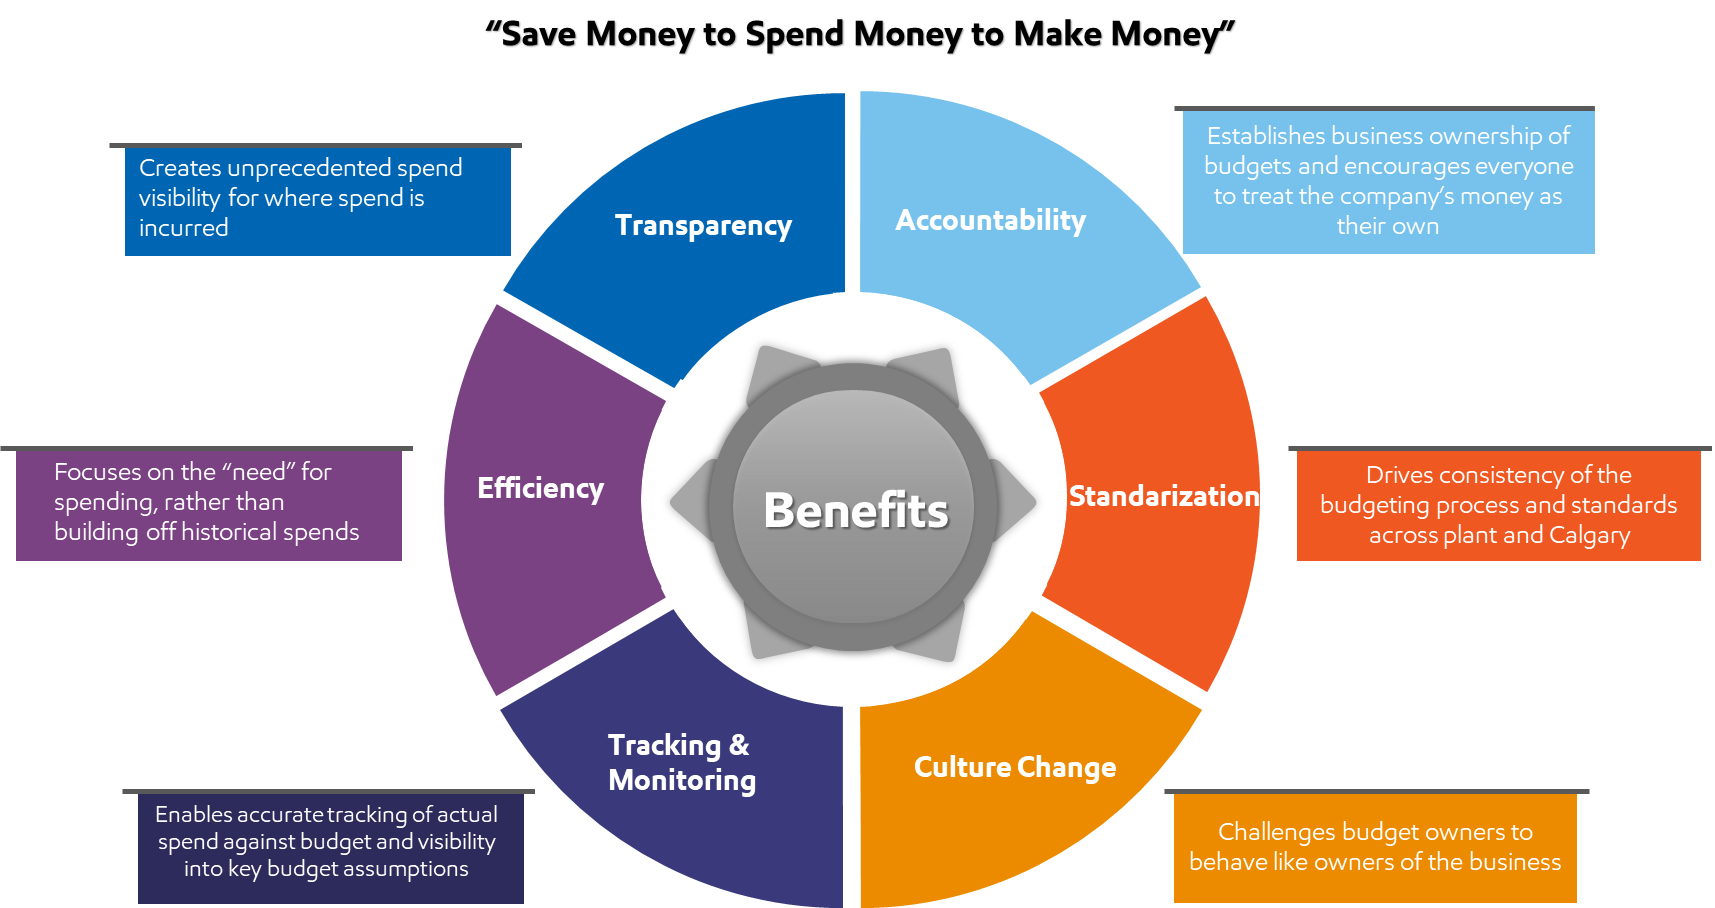 “Save Money to Spend Money to Make Money”
Creates unprecedented spend
visibility for where spend is
incurred
Transparency
Accountability
Establishes business ownership of
budgets and encourages everyone
to treat the company’s money as
their own
Focuses on the “need” for
spending, rather than
building off historical spends
Efficiency
Benefits
Standarization
Drives consistency of the
budgeting process and standards
across plant and Calgary
Enables accurate tracking of actual
spend against budget and visibility
into key budget assumptions
Tracking &
Monitoring
Culture Change
Challenges budget owners to
behave like owners of the business